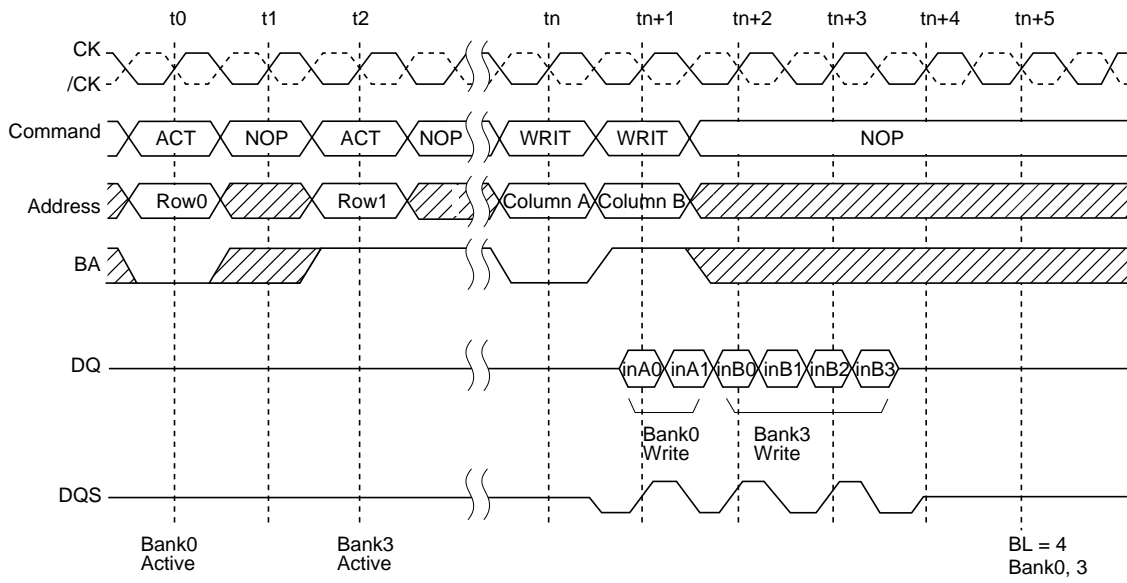 t0 t1 t2 tn tn+1 tn+2 tn+3 tn+4 tn+5
CK
/CK
Command ACT NOP ACT NOP WRIT WRIT NOP
Address Row0 Row1 Column A Column B
BA
DQ inA0 inA1 inB0 inB1 inB2 inB3
Bank0 Bank3
Write Write
DQS
Bank0 Bank3 BL = 4
Active Active Bank0, 3